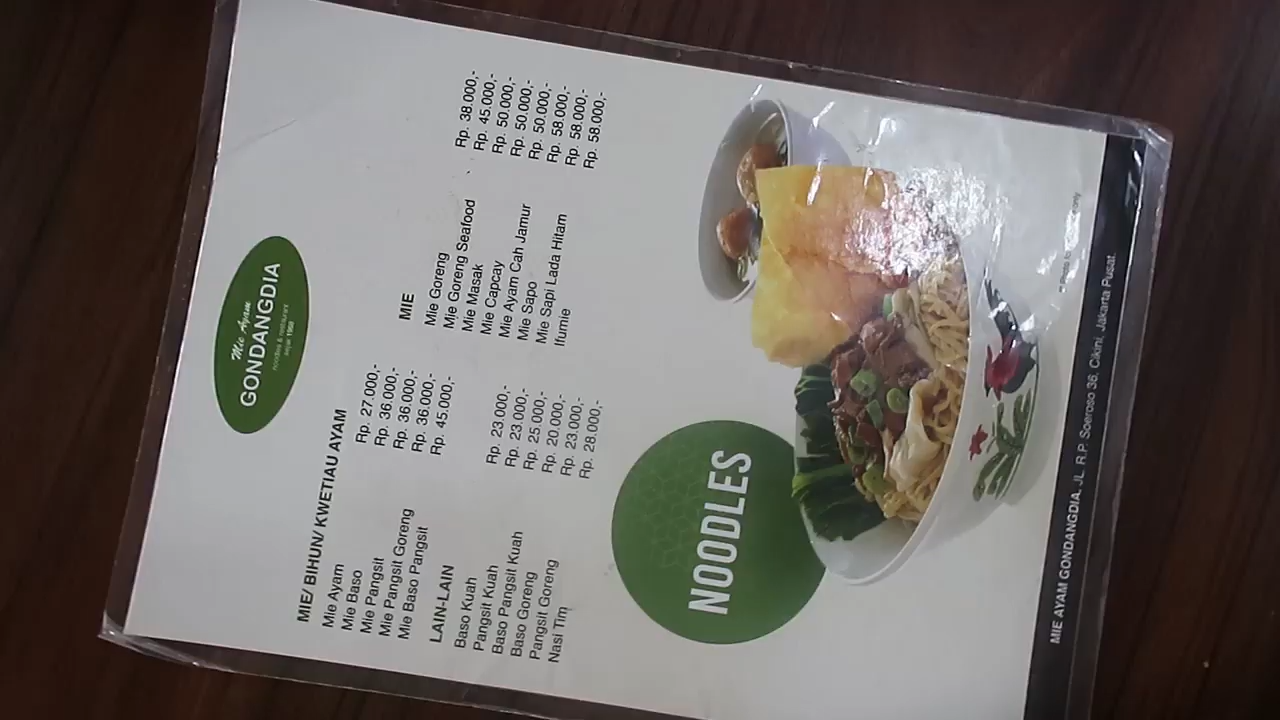 Mie Ayam
GONDANGDIA
noodles & restaurant
sejak 1968
MIE/ BIHUN/ KWETIAU AYAM
Mie Ayam Rp. 27.000,-
Mie Baso Rp. 36.000,-
Mie Pangsit Rp. 36.000,-
Mie Pangsit Goreng Rp. 36.000,-
Mie Baso Pangsit Rp. 45.000,-
LAIN-LAIN
Baso Kuah Rp. 23.000,-
Pangsit Kuah Rp. 23.000,-
Baso Pangsit Kuah Rp. 25.000,-
Baso Goreng Rp. 20.000,-
Pangsit Goreng Rp. 23.000,-
Nasi Tim Rp. 28.000,-
MIE
Mie Goreng Rp. 38.000,-
Mie Goreng Seafood Rp. 45.000,-
Mie Masak Rp. 50.000,-
Mie Capcay Rp. 50.000,-
Mie Ayam Cah Jamur Rp. 50.000,-
Mie Sapo Rp. 58.000,-
Mie Sapi Lada Hitam Rp. 58.000,-
Ifumie Rp. 58.000,-
NOODLES
only
MIE AYAM GONDANGDIA, JL. R.P. Soeroso 36, Cikini, Jakarta Pusat.